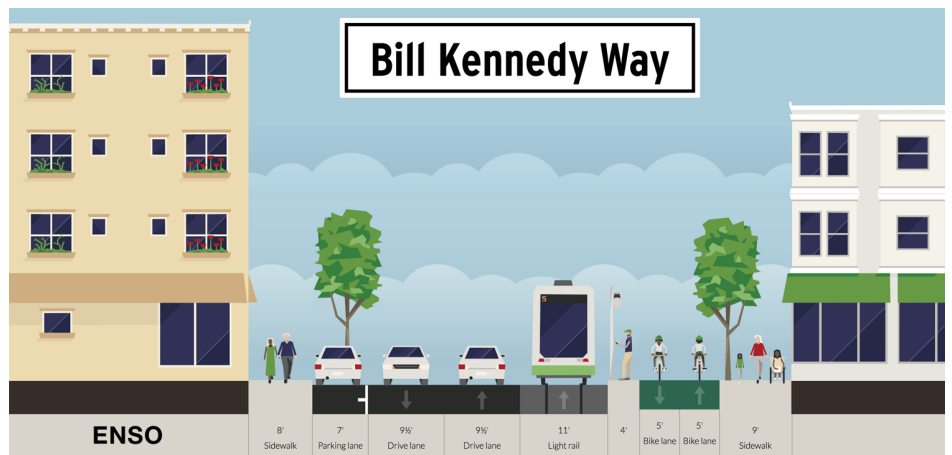 Bill Kennedy Way
5
ENSO
8'
Sidewalk
7'
Parking lane
9½'
Drive lane
9½'
Drive lane
11'
Light rail
4'
5'
Bike lane
5'
Bike lane
9'
Sidewalk